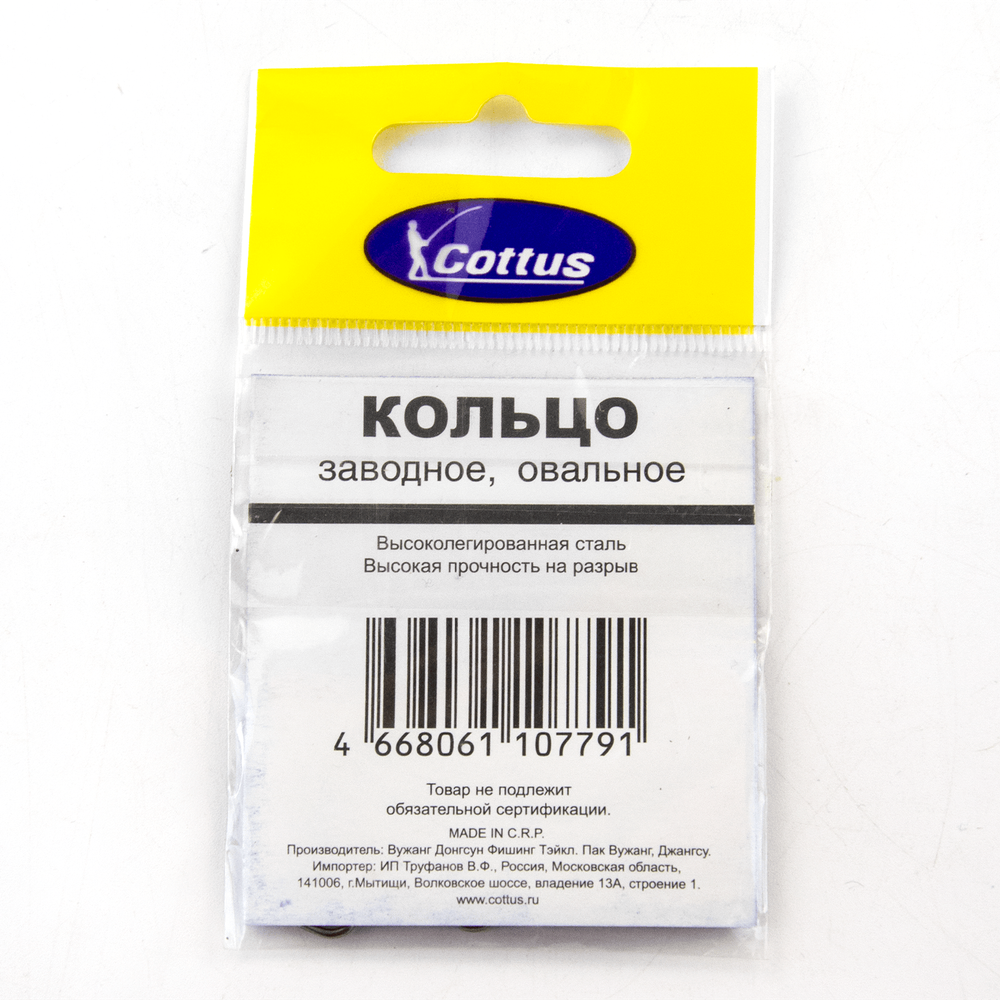 Cottus
кольцо
заводное, овальное
Высоколегированная сталь
Высокая прочность на разрыв
4 668061 107791
Товар не подлежит
обязательной сертификации.
MADE IN C.R.P.
Производитель: Вужанг Донгсун Фишинг Тэйкл. Пак Вужанг, Джангсу.
Импортер: ИП Труфанов В.Ф., Россия, Московская область,
141006, г.Мытищи, Волковское шоссе, владение 13А, строение 1.
www.cottus.ru